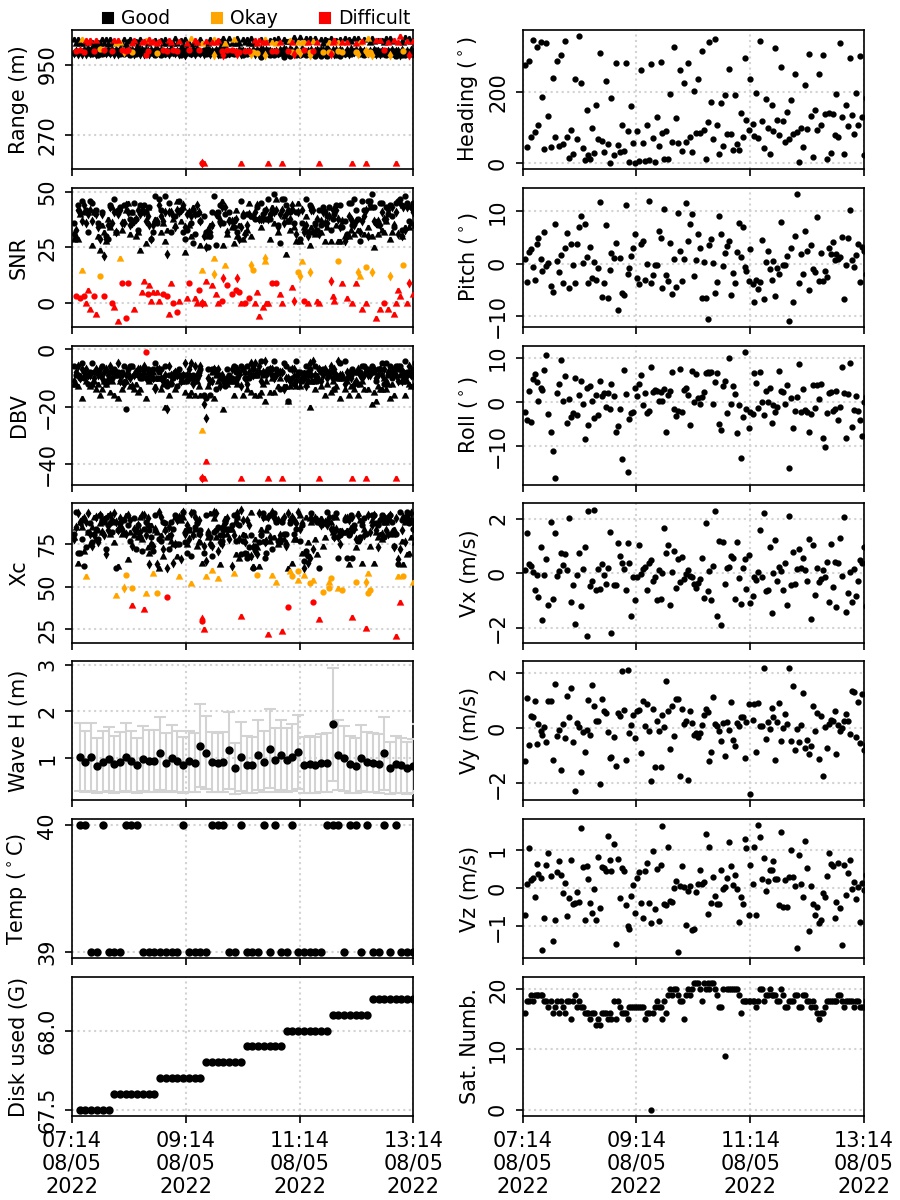 Good Okay Difficult
Range (m)
950
270
Heading (°)
200
0
SNR
50
25
0
Pitch (°)
10
0
−10
DBV
0
−20
−40
Roll (°)
10
0
−10
Xc
75
50
25
Vx (m/s)
2
0
−2
Wave H (m)
3
2
1
Vy (m/s)
2
0
−2
Temp (°C)
40
39
Vz (m/s)
1
0
−1
Disk used (G)
68.0
67.5
Sat. Numb.
20
10
0
07:14 09:14 11:14 13:14 07:14 09:14 11:14 13:14
08/05 08/05 08/05 08/05 08/05 08/05 08/05 08/05
2022 2022 2022 2022 2022 2022 2022 2022